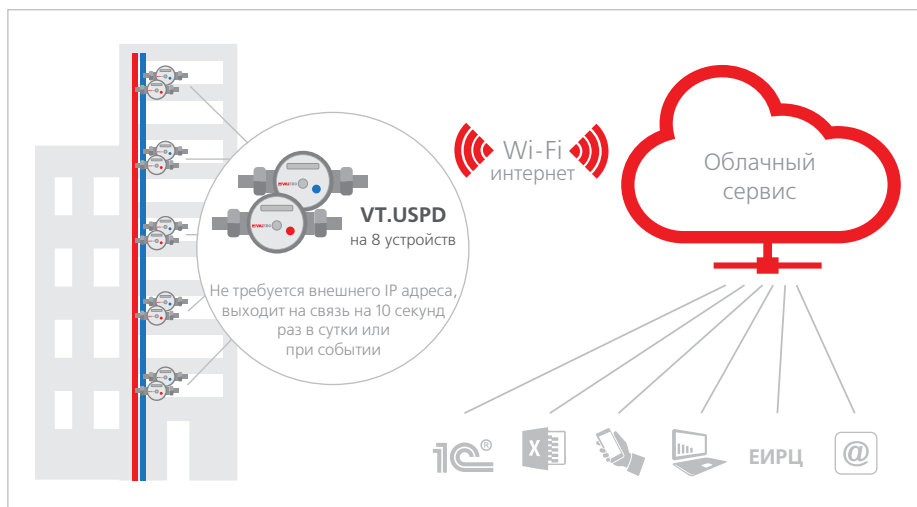 VT.USPD
на 8 устройств
Не требуется внешнего IP адреса,
выходит на связь на 10 секунд
раз в сутки или
при событии
Wi-Fi
интернет
Облачный
сервис
1С®
X
ЕИРЦ
@